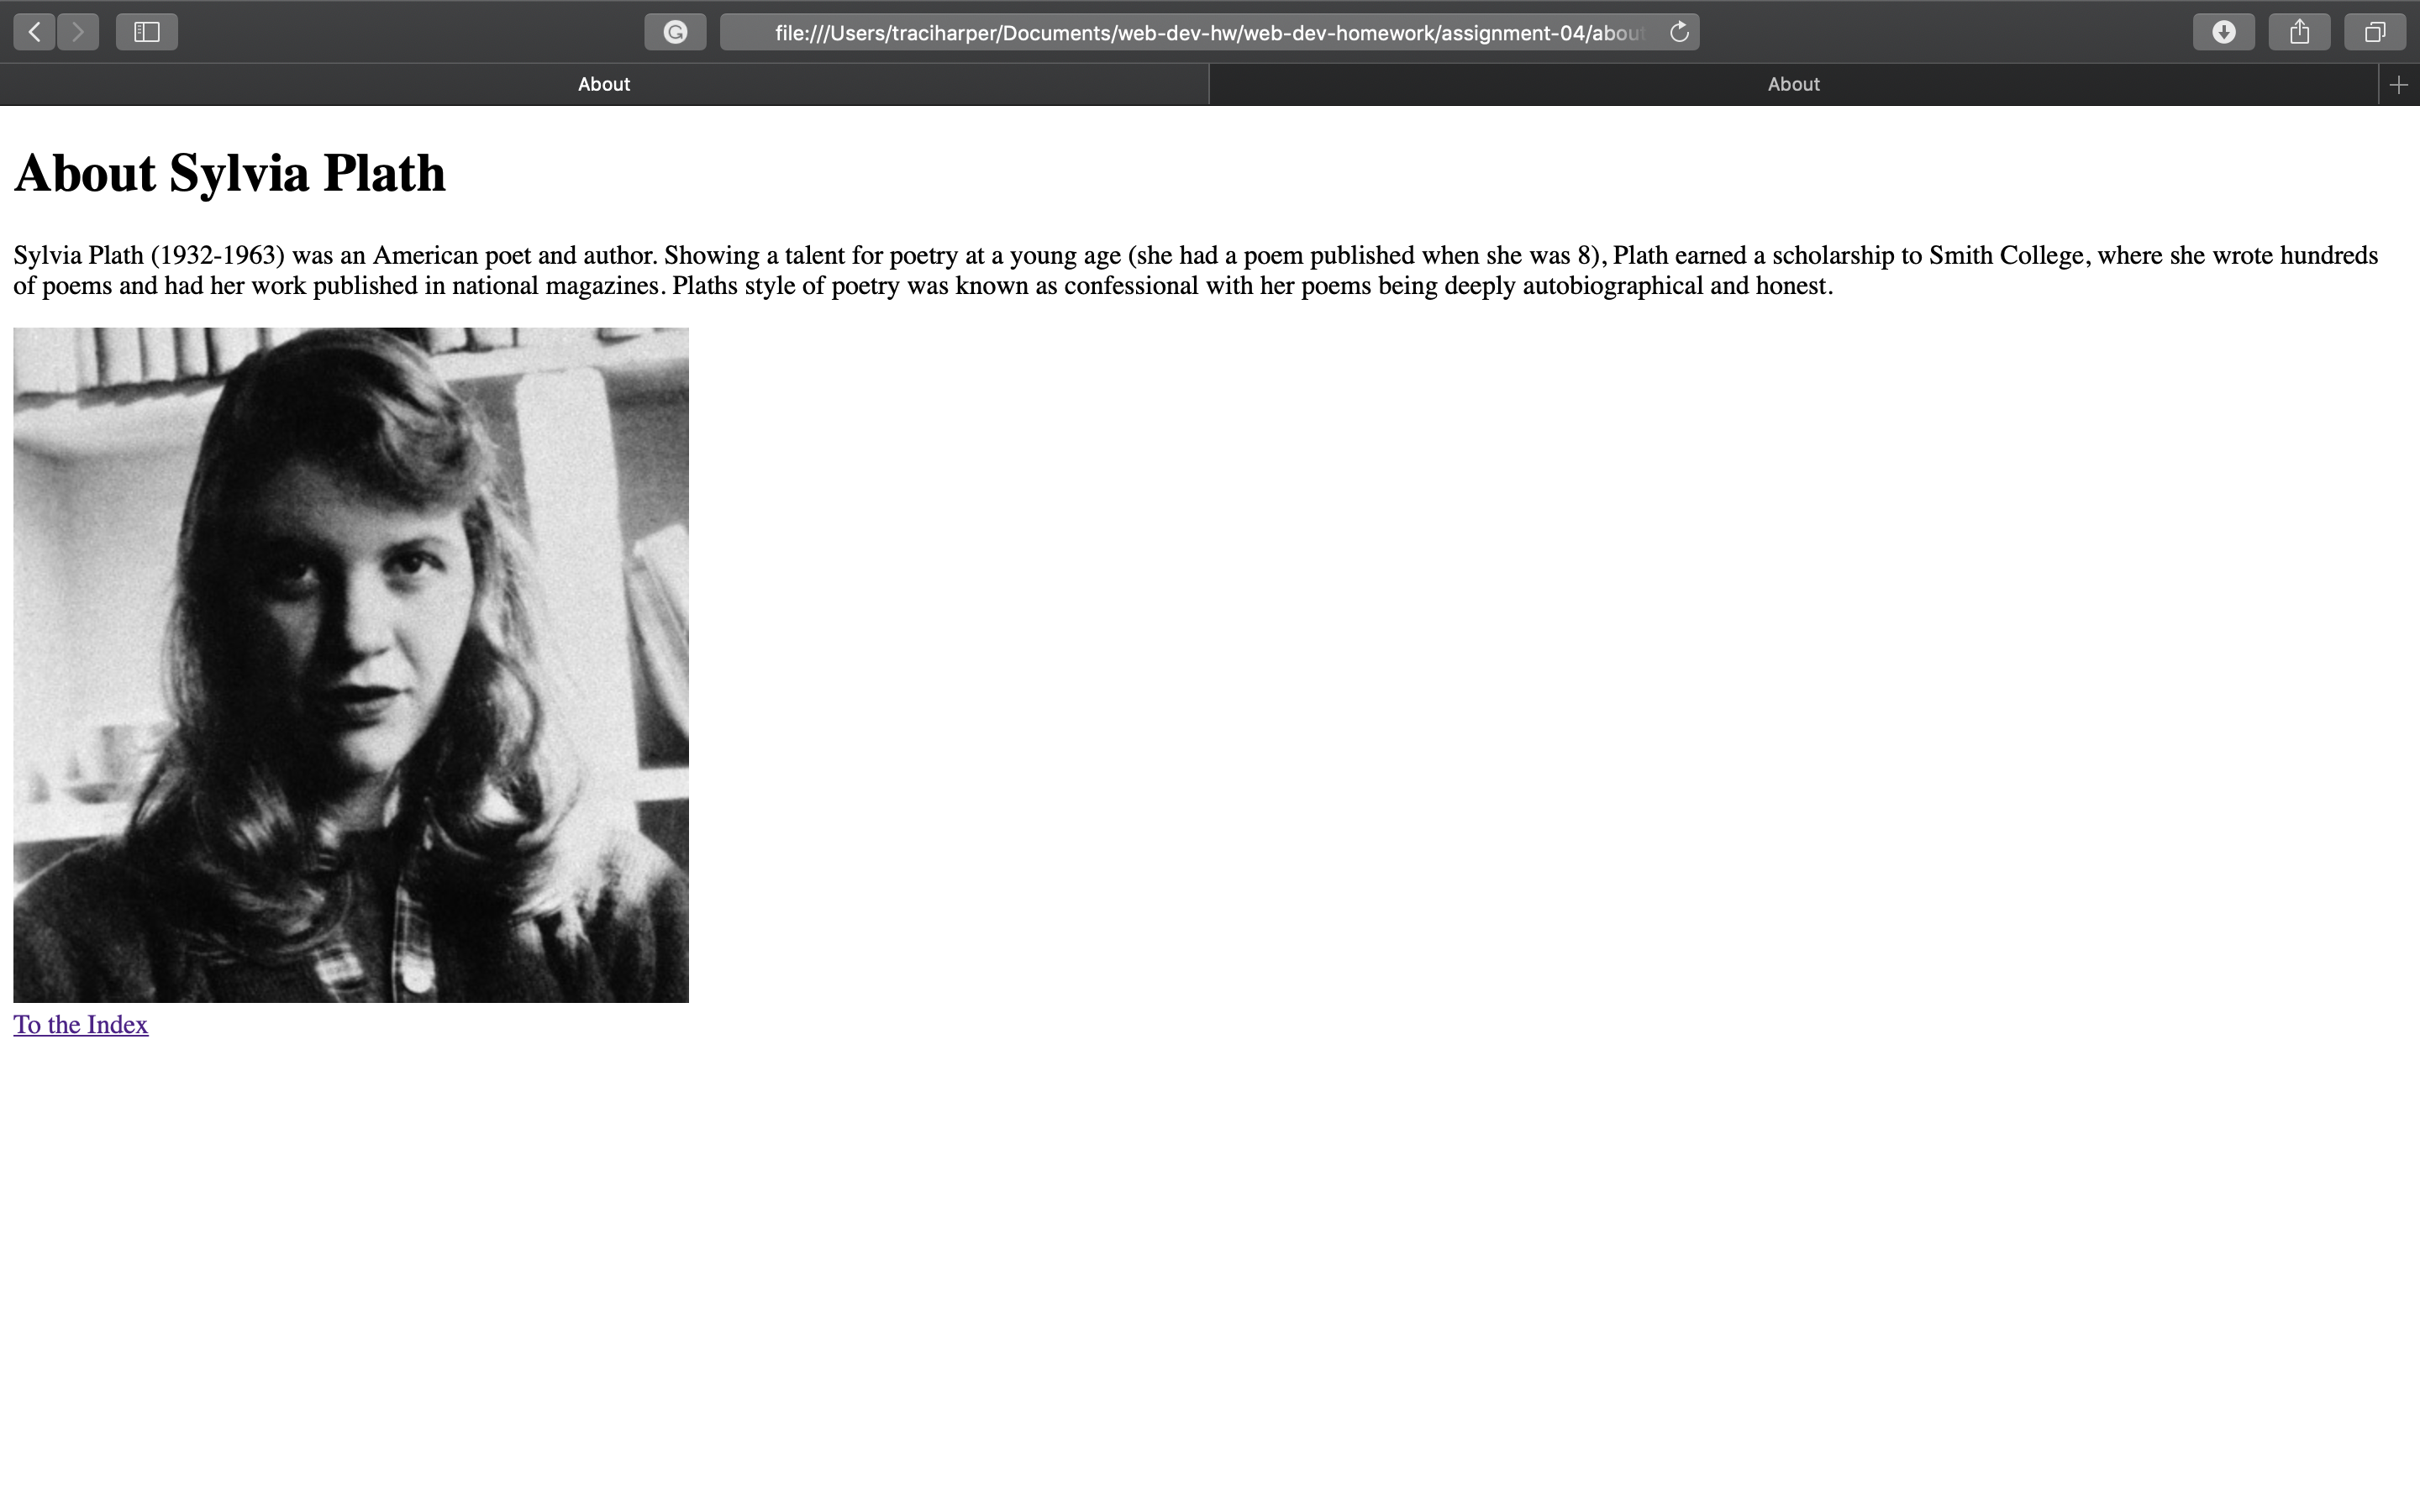 file:///Users/traciharper/Documents/web-dev-hw/web-dev-homework/assignment-04/about
About
About
About Sylvia Plath
Sylvia Plath (1932-1963) was an American poet and author. Showing a talent for poetry at a young age (she had a poem published when she was 8), Plath earned a scholarship to Smith College, where she wrote hundreds
of poems and had her work published in national magazines. Plaths style of poetry was known as confessional with her poems being deeply autobiographical and honest.
To the Index